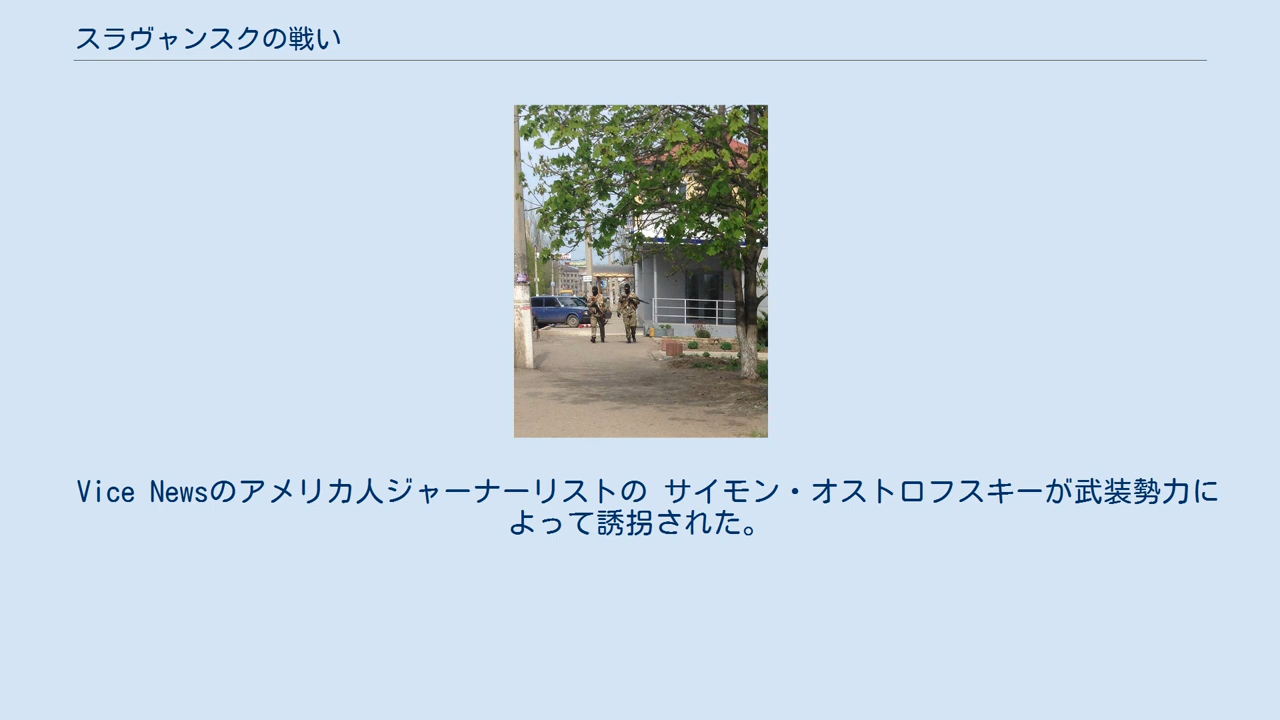 スラヴャンスクの戦い
Vice Newsのアメリカ人ジャーナーリストの サイモン・オストロフスキーが武装勢力に
よって誘拐された。